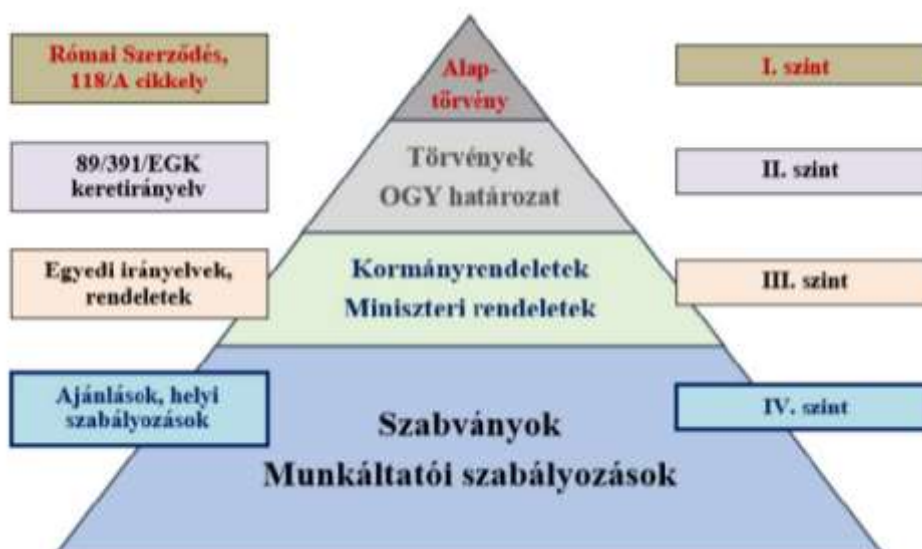 Római Szerződés,
118/A cikkely
Alap-
törvény
I. szint
89/391/EGK
keretirányelv
Törvények
OGY határozat
II. szint
Egyedi irányelvek,
rendeletek
Kormányrendeletek
Miniszteri rendeletek
III. szint
Ajánlások, helyi
szabályozások
Szabványok
Munkáltatói szabályozások
IV. szint